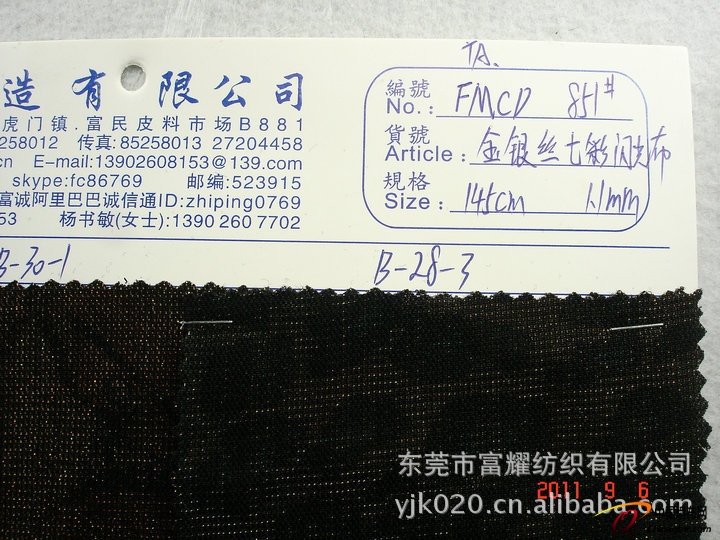 TA.
造有限公司
編號
No.: FMCD 851#
貨號
Article: 金银丝七彩闪光布
規格
Size: 145cm 1.1mm
虎门镇.富民皮料市场B881
258012 传真:85258013 27204458
cn E-mail:13902608153@139.com
skype:fc86769 邮编:523915
富诚阿里巴巴诚信通ID:zhiping0769
53 杨书敏(女士):1390 260 7702
B-30-1
B-28-3
东莞市富耀纺织有限公司
2011 9 6
yjk020.cn.alibaba.com